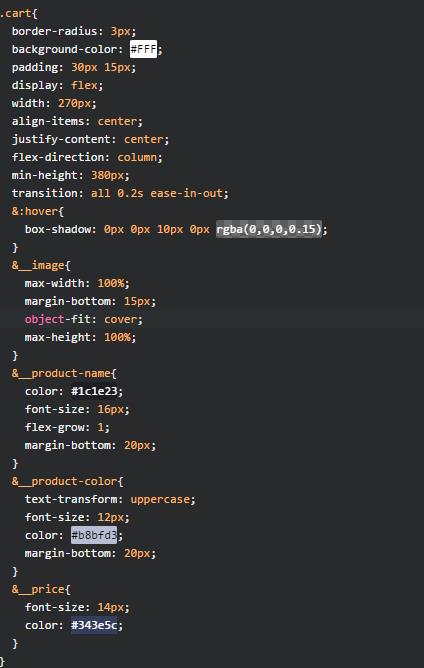 .cart{
border-radius: 3px;
background-color: #FFF;
padding: 30px 15px;
display: flex;
width: 270px;
align-items: center;
justify-content: center;
flex-direction: column;
min-height: 380px;
transition: all 0.2s ease-in-out;
&:hover{
box-shadow: 0px 0px 10px 0px rgba(0,0,0,0.15);
}
&__image{
max-width: 100%;
margin-bottom: 15px;
object-fit: cover;
max-height: 100%;
}
&__product-name{
color: #1c1e23;
font-size: 16px;
flex-grow: 1;
margin-bottom: 20px;
}
&__product-color{
text-transform: uppercase;
font-size: 12px;
color: #b8bfd3;
margin-bottom: 20px;
}
&__price{
font-size: 14px;
color: #343e5c;
}
}